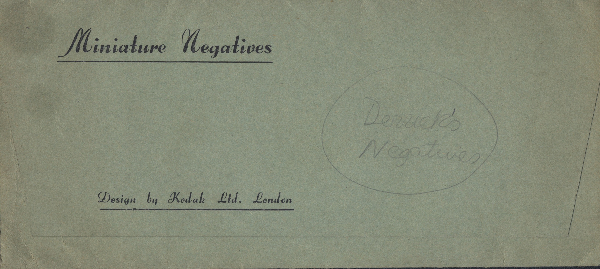 Miniature Negatives
Derrick's
Negatives
Design by Kodak Ltd. London